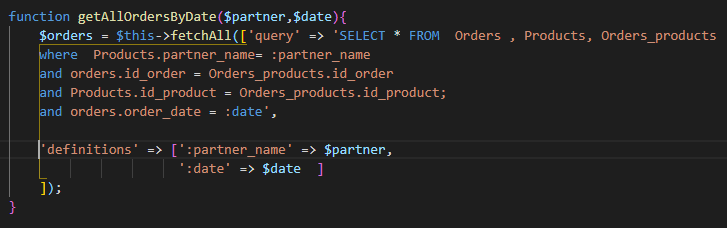 function getAllOrdersByDate($partner,$date){
$orders = $this->fetchAll(['query' => 'SELECT * FROM  Orders , Products, Orders_products
where  Products.partner_name= :partner_name
and orders.id_order = Orders_products.id_order
and Products.id_product = Orders_products.id_product;
and orders.order_date = :date',
'definitions' => [':partner_name' => $partner,
':date' => $date  ]
]);
}